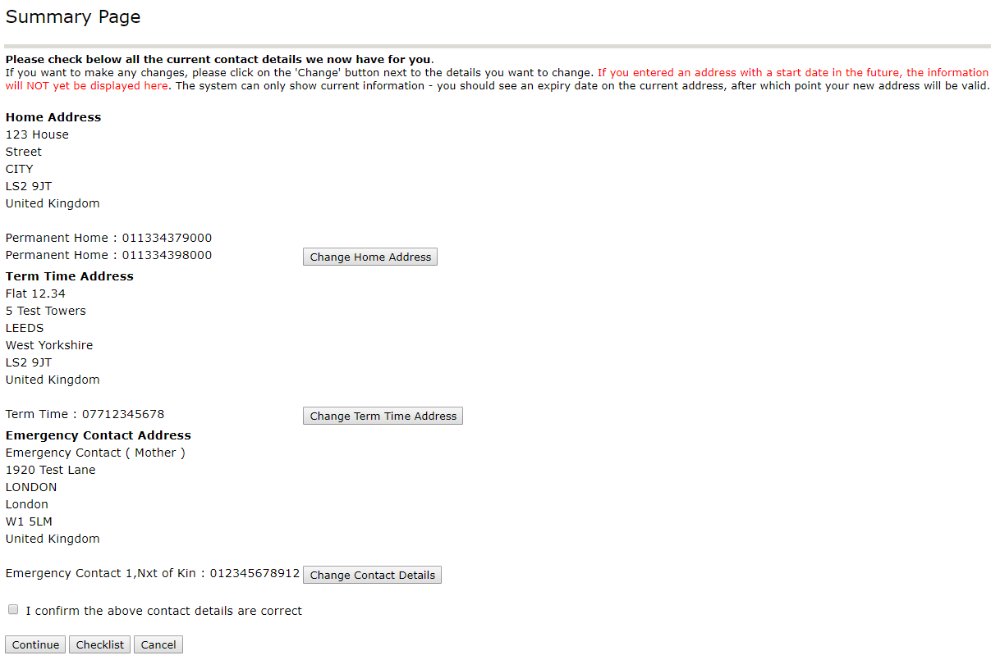 Summary Page
Please check below all the current contact details we now have for you.
If you want to make any changes, please click on the 'Change' button next to the details you want to change. If you entered an address with a start date in the future, the information
will NOT yet be displayed here. The system can only show current information - you should see an expiry date on the current address, after which point your new address will be valid.
Home Address
123 House
Street
CITY
LS2 9JT
United Kingdom
Permanent Home : 011334379000
Permanent Home : 011334398000 Change Home Address
Term Time Address
Flat 12.34
5 Test Towers
LEEDS
West Yorkshire
LS2 9JT
United Kingdom
Term Time : 07712345678 Change Term Time Address
Emergency Contact Address
Emergency Contact ( Mother )
1920 Test Lane
LONDON
London
W1 5LM
United Kingdom
Emergency Contact 1,Nxt of Kin : 012345678912 Change Contact Details
I confirm the above contact details are correct
Continue Checklist Cancel